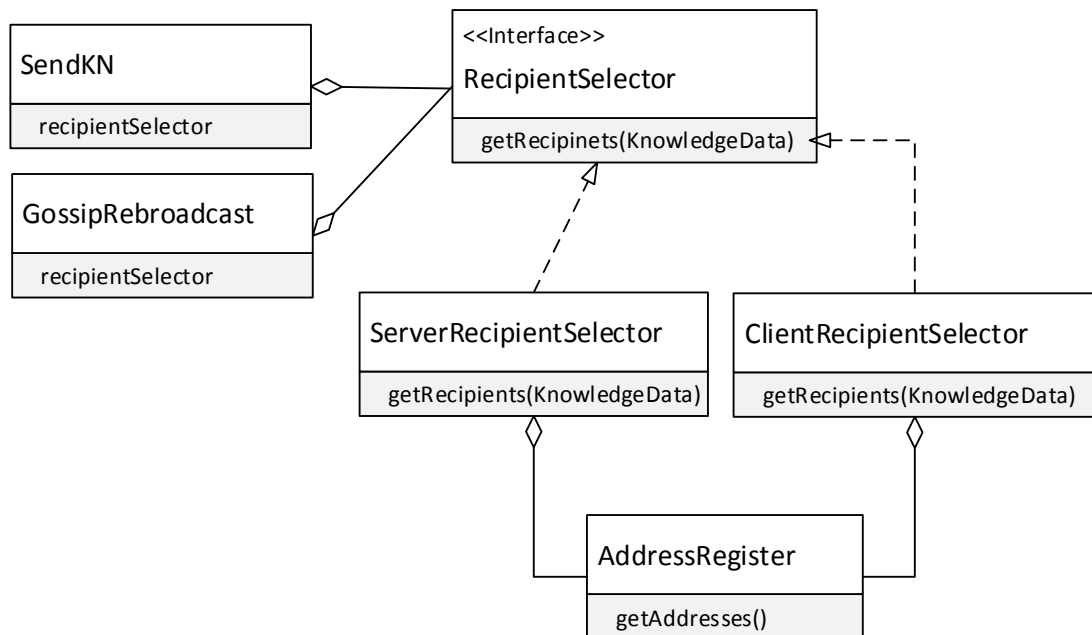 SendKN
recipientSelector
GossipRebroadcast
recipientSelector
<<Interface>>
RecipientSelector
getRecipinets(KnowledgeData)
ServerRecipientSelector
getRecipients(KnowledgeData)
ClientRecipientSelector
getRecipients(KnowledgeData)
AddressRegister
getAddresses()